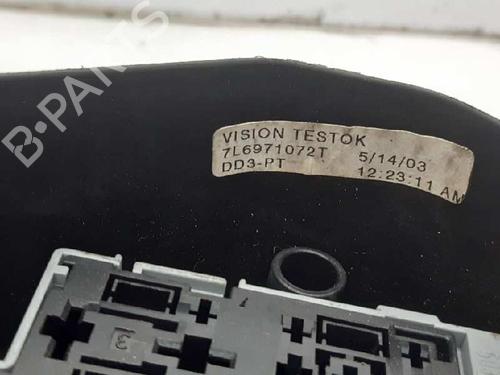 B-PARTS
VISION TESTOK
7L6971072T 5/14/03
DD3-PT 12:23:11 AM
3